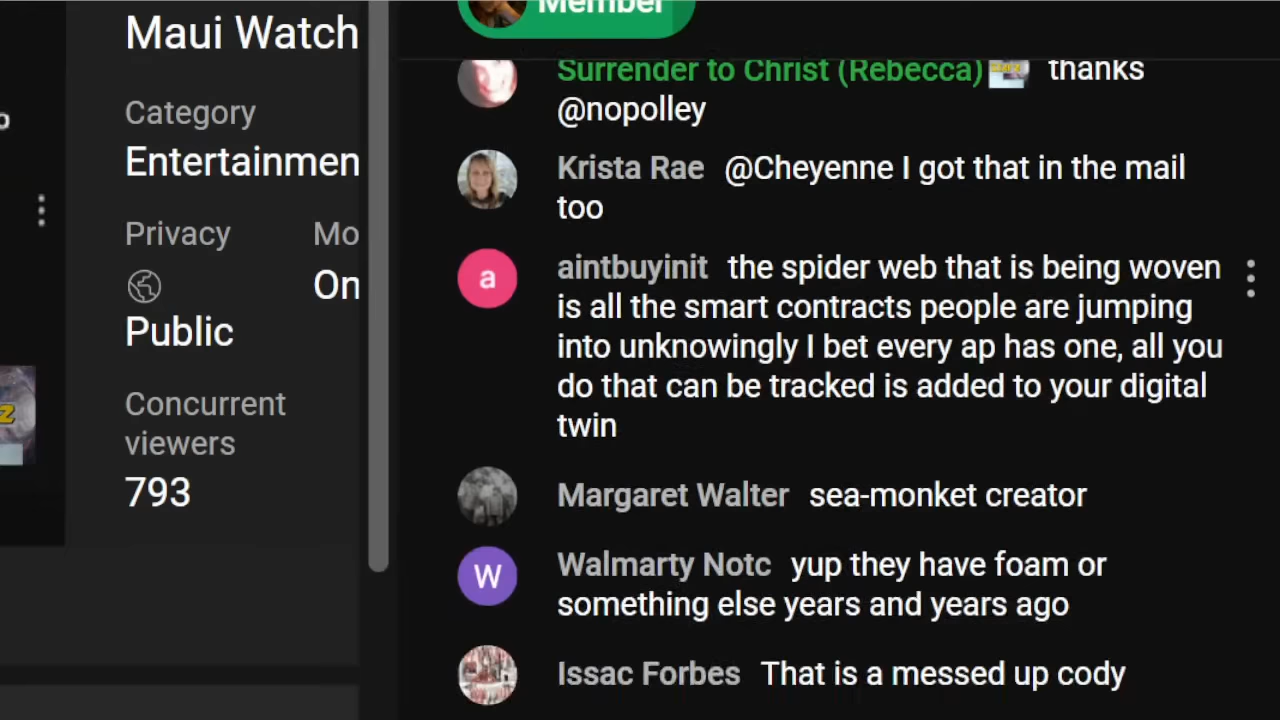 Maui Watch
Category
Entertainmen
Privacy Mo
On
Public
Concurrent
viewers
793
Member
Surrender to Christ (Rebecca) thanks
@nopolley
Krista Rae @Cheyenne I got that in the mail
too
a
aintbuyinit the spider web that is being woven
is all the smart contracts people are jumping
into unknowingly I bet every ap has one, all you
do that can be tracked is added to your digital
twin
Margaret Walter sea-monket creator
W
Walmarty Notc yup they have foam or
something else years and years ago
Issac Forbes That is a messed up cody